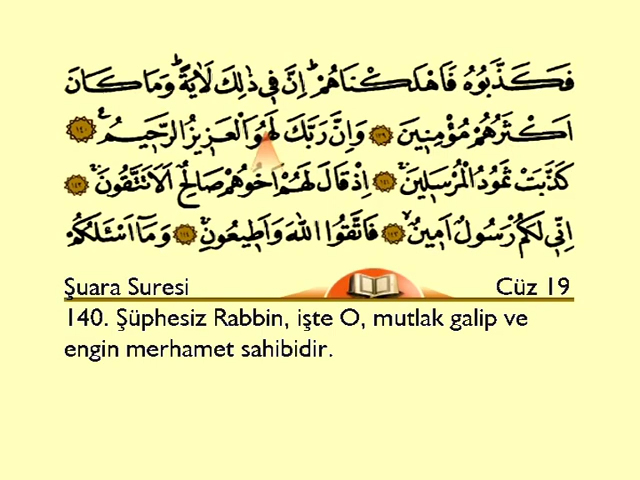 فَكَذَّبُوهُ فَاَهْلَكْنَاهُمْۜ اِنَّ ف۪ي ذٰلِكَ لَاٰيَةًۜ وَمَا كَانَ
اَكْثَرُهُمْ مُؤْمِن۪ينَ ﴿١٣٩﴾ وَاِنَّ رَبَّكَ لَهُوَ الْعَز۪يزُ الرَّح۪يمُ۟ ﴿١٤٠﴾
كَذَّبَتْ ثَمُودُ الْمُرْسَل۪ينَۚ ﴿١٤١﴾ اِذْ قَالَ لَهُمْ اَخُوهُمْ صَالِحٌ اَلَا تَتَّقُونَۚ ﴿١٤٢﴾
اِنّ۪ي لَكُمْ رَسُولٌ اَم۪ينٌۙ ﴿١٤٣﴾ فَاتَّقُوا اللّٰهَ وَاَط۪يعُونِۚ ﴿١٤٤﴾ وَمَٓا اَسْـَٔلُكُمْ
Şuara Suresi Cüz 19
140. Şüphesiz Rabbin, işte O, mutlak galip ve
engin merhamet sahibidir.